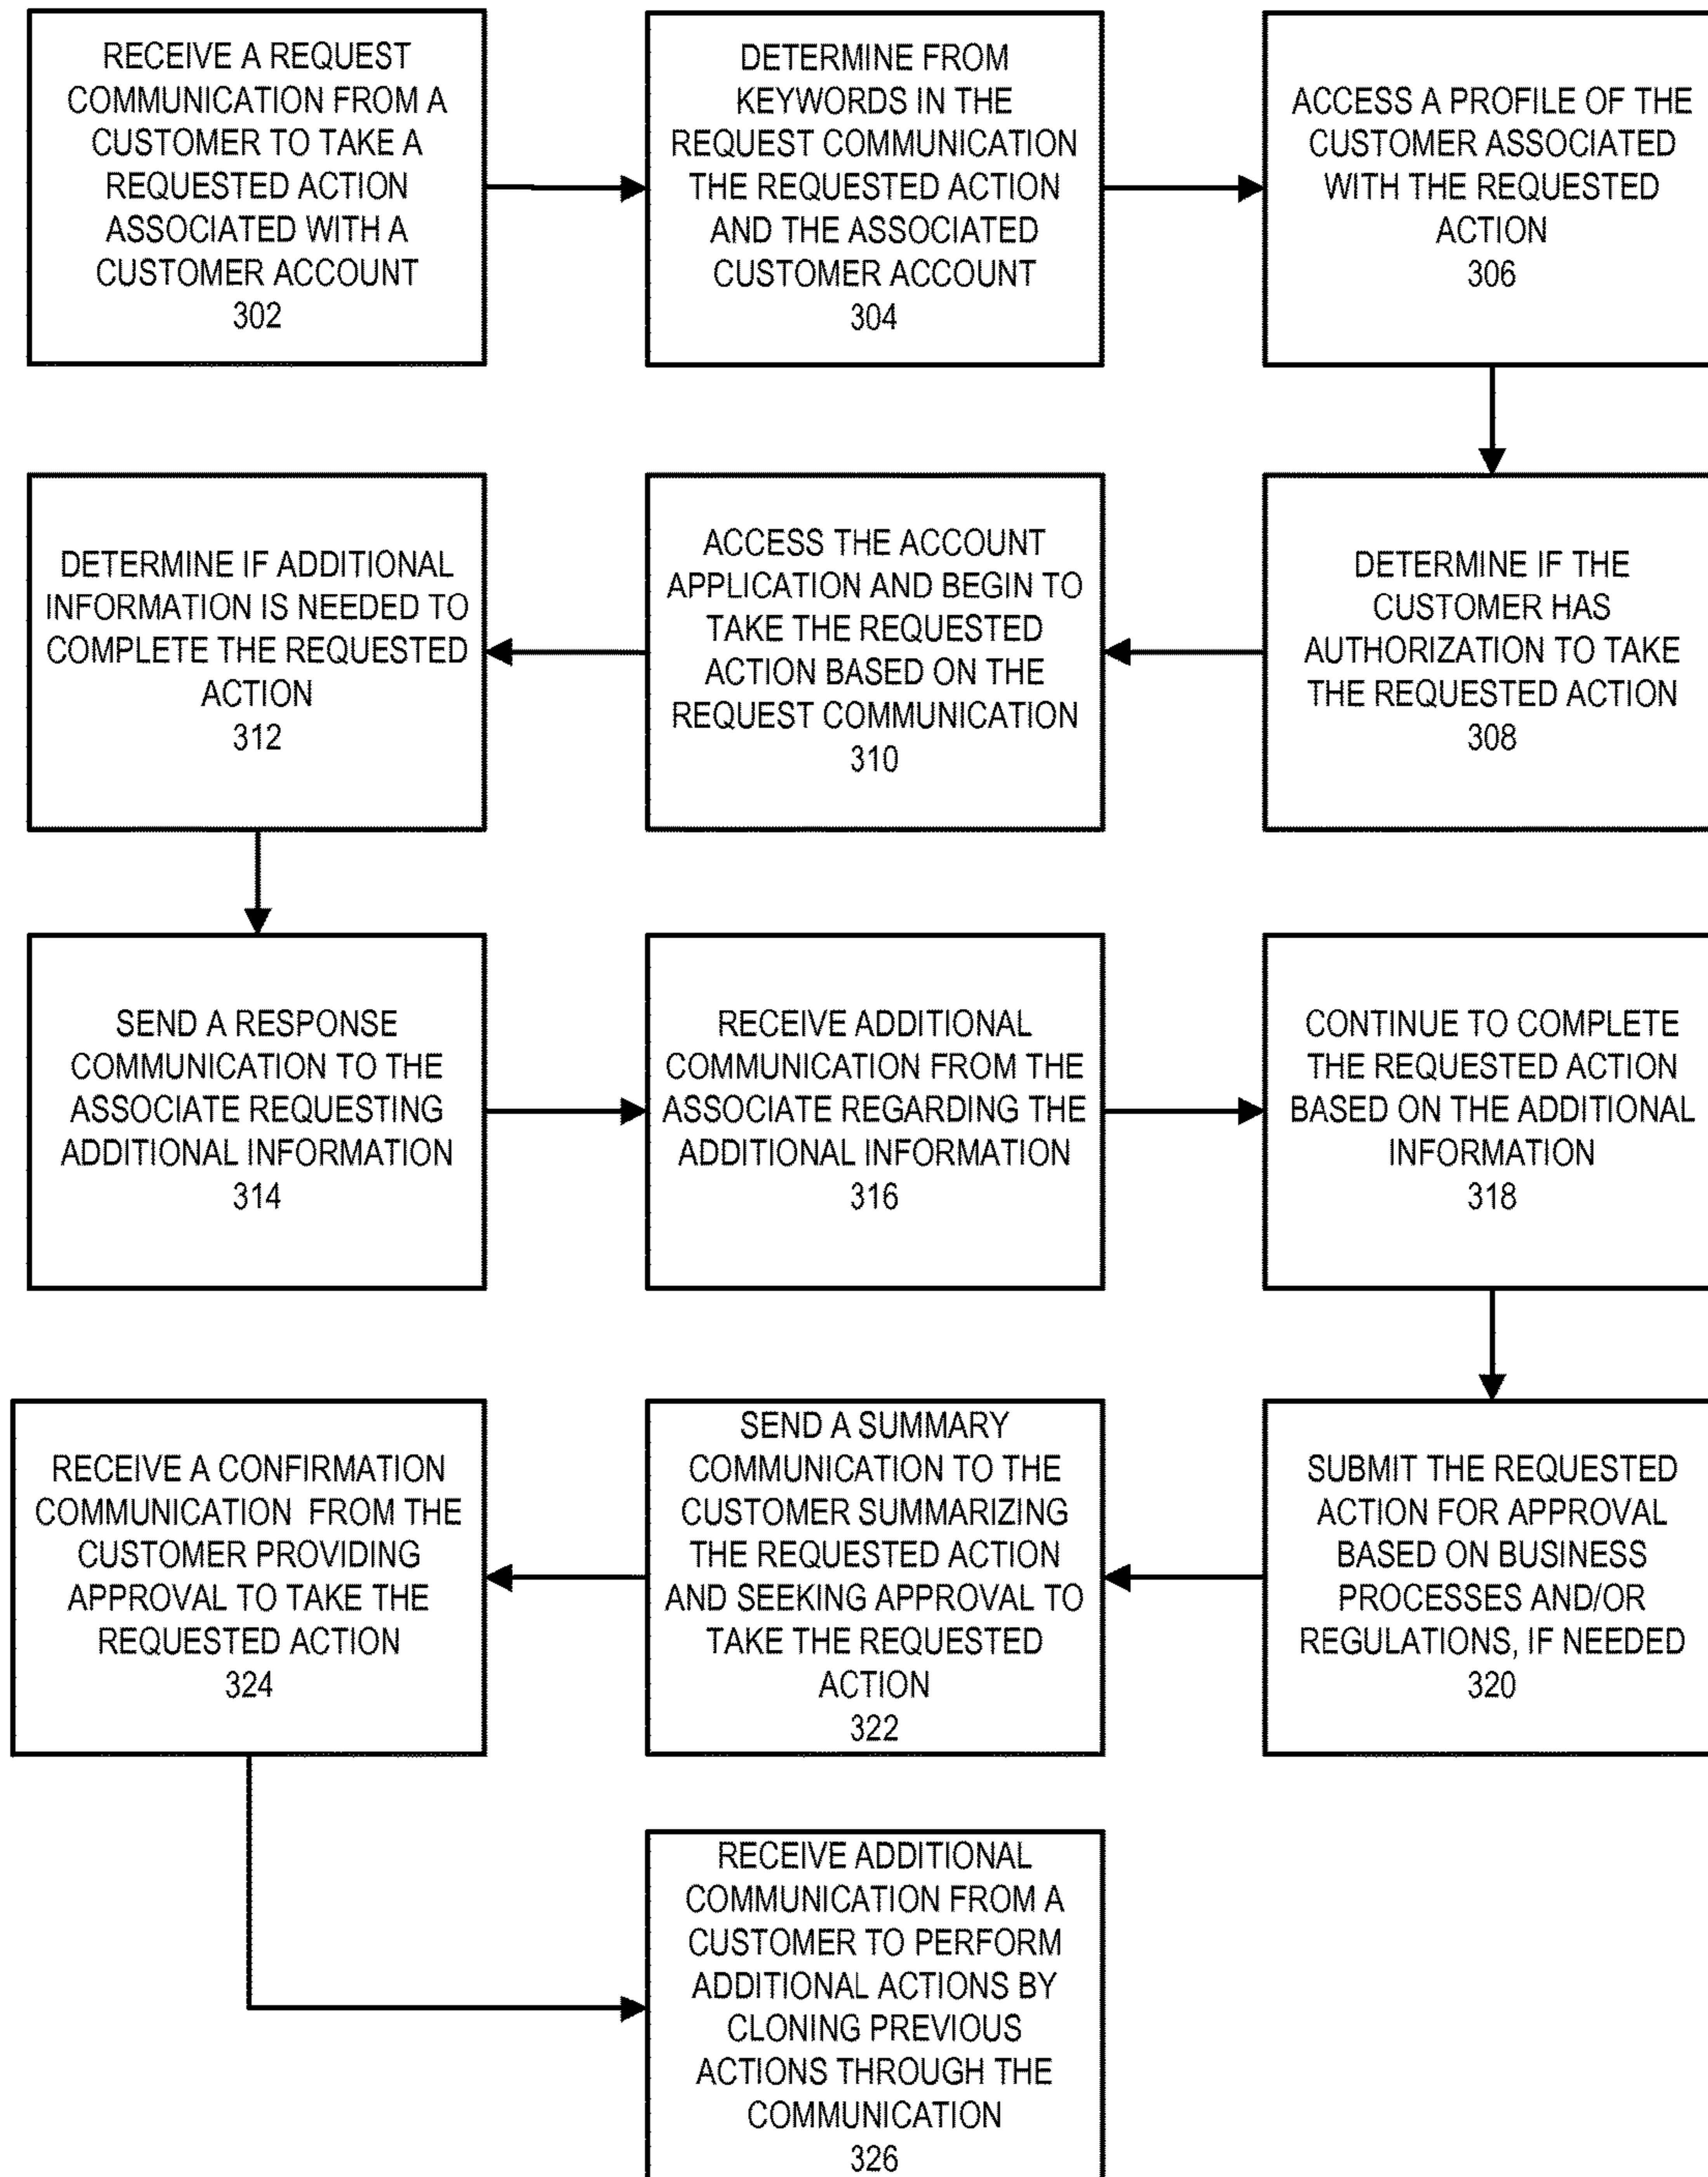 RECEIVE A REQUEST
COMMUNICATION FROM A
CUSTOMER TO TAKE A
REQUESTED ACTION
ASSOCIATED WITH A
CUSTOMER ACCOUNT
302
DETERMINE FROM
KEYWORDS IN THE
REQUEST COMMUNICATION
THE REQUESTED ACTION
AND THE ASSOCIATED
CUSTOMER ACCOUNT
304
ACCESS A PROFILE OF THE
CUSTOMER ASSOCIATED
WITH THE REQUESTED
ACTION
306
DETERMINE IF THE
CUSTOMER HAS
AUTHORIZATION TO TAKE
THE REQUESTED ACTION
308
ACCESS THE ACCOUNT
APPLICATION AND BEGIN TO
TAKE THE REQUESTED
ACTION BASED ON THE
REQUEST COMMUNICATION
310
DETERMINE IF ADDITIONAL
INFORMATION IS NEEDED TO
COMPLETE THE REQUESTED
ACTION
312
SEND A RESPONSE
COMMUNICATION TO THE
ASSOCIATE REQUESTING
ADDITIONAL INFORMATION
314
RECEIVE ADDITIONAL
COMMUNICATION FROM THE
ASSOCIATE REGARDING THE
ADDITIONAL INFORMATION
316
CONTINUE TO COMPLETE
THE REQUESTED ACTION
BASED ON THE ADDITIONAL
INFORMATION
318
SUBMIT THE REQUESTED
ACTION FOR APPROVAL
BASED ON BUSINESS
PROCESSES AND/OR
REGULATIONS, IF NEEDED
320
SEND A SUMMARY
COMMUNICATION TO THE
CUSTOMER SUMMARIZING
THE REQUESTED ACTION
AND SEEKING APPROVAL TO
TAKE THE REQUESTED
ACTION
322
RECEIVE A CONFIRMATION
COMMUNICATION FROM THE
CUSTOMER PROVIDING
APPROVAL TO TAKE THE
REQUESTED ACTION
324
RECEIVE ADDITIONAL
COMMUNICATION FROM A
CUSTOMER TO PERFORM
ADDITIONAL ACTIONS BY
CLONING PREVIOUS
ACTIONS THROUGH THE
COMMUNICATION
326